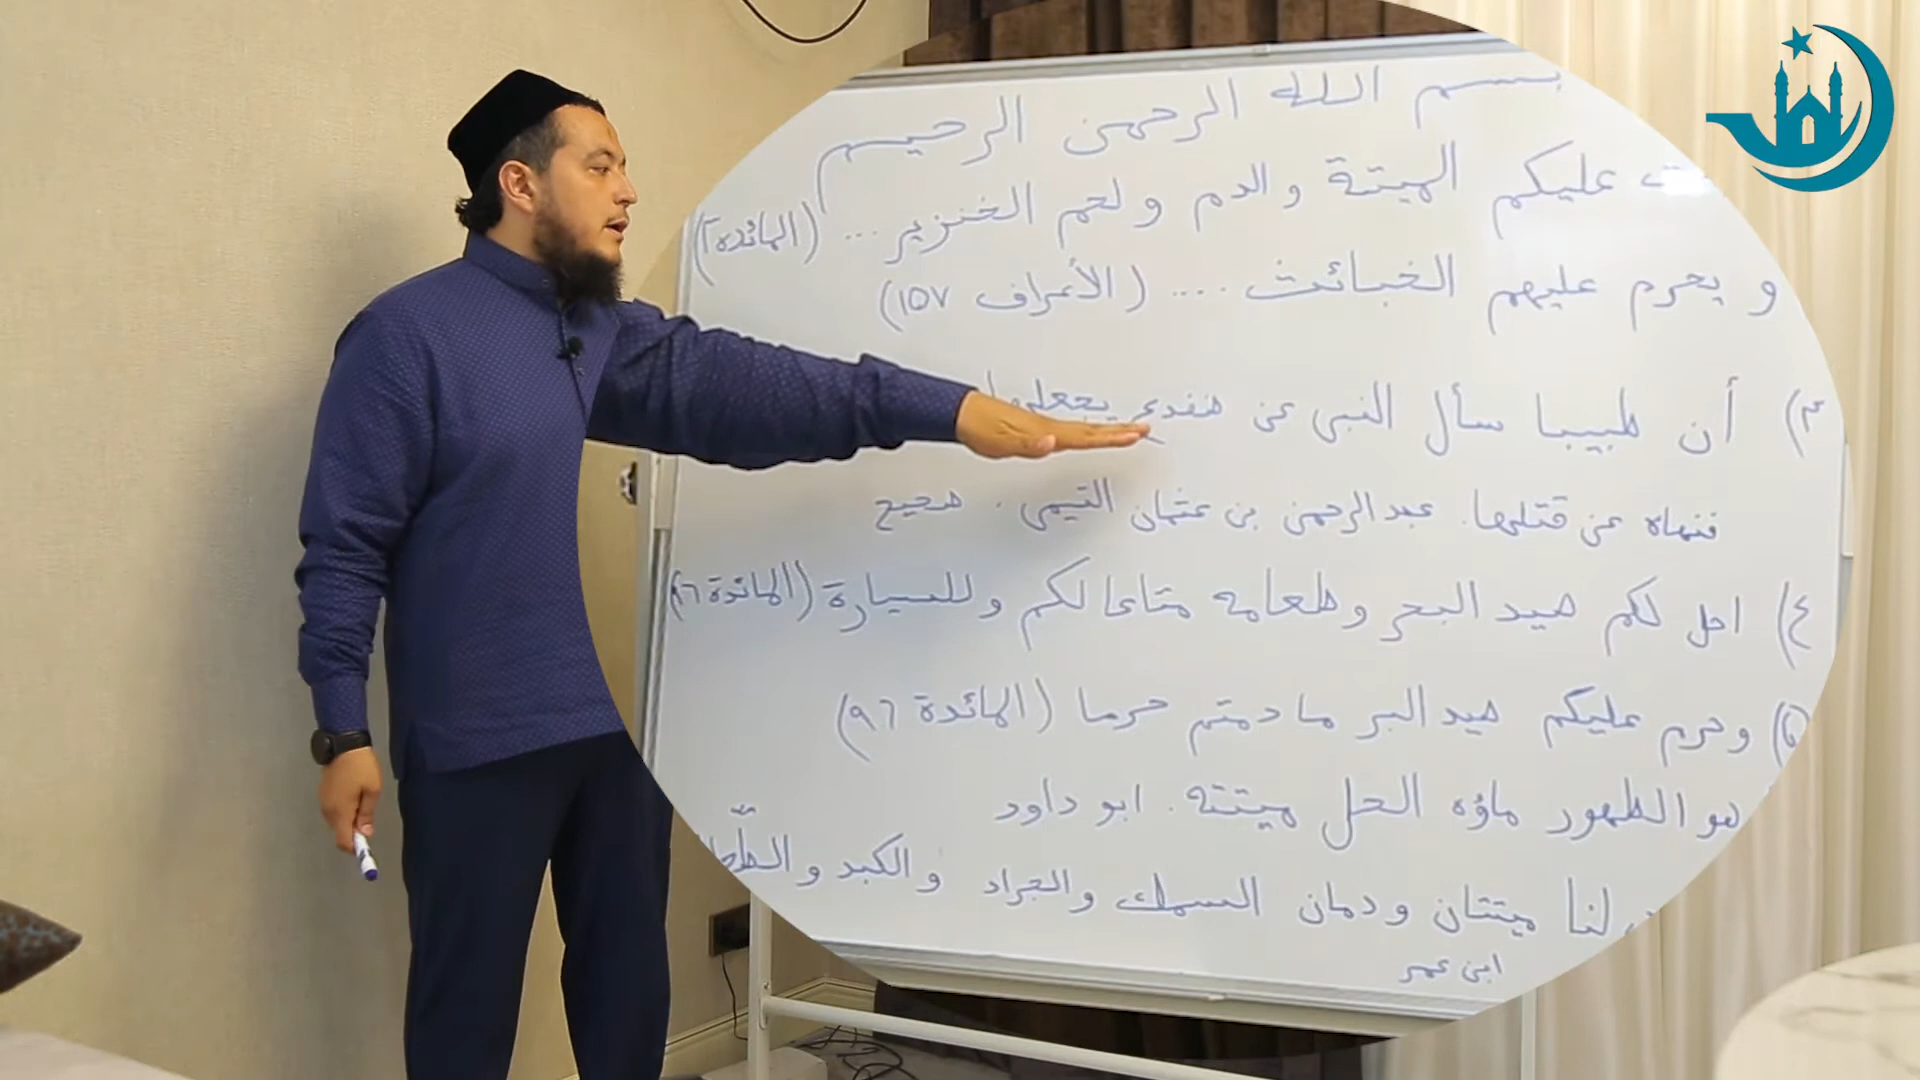 بسم الله الرحمن الرحيم
عليكم الميتة والدم ولحم الخنزير ... (المائدة ٣)
و يحرم عليهم الخبائث .... (الأعراف ١٥٧)
٣) أن طبيبا سأل النبي عن ضفدع يجعلها
فنهاه عن قتلها. عبد الرحمن بن عثمان التيمي. صحيح
٤) احل لكم صيد البحر وطعامه متاعا لكم وللسيارة (المائدة ٩٦)
٥) وحرم عليكم صيد البر ما دمتم حرما (المائدة ٩٦)
هو الطهور ماؤه الحل ميتته. ابو داود
لنا ميتتان ودمان السمك والجراد والكبد
ابن عمر